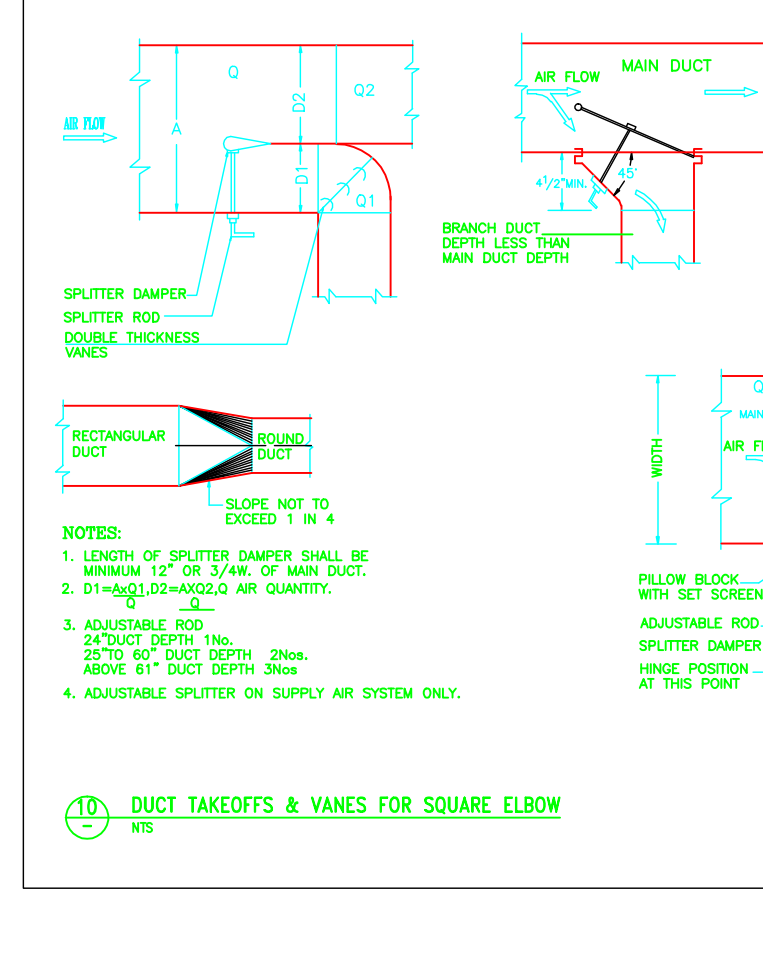 Q
Q2
D2
A
AIR FLOW
D1
Q1
SPLITTER DAMPER
SPLITTER ROD
DOUBLE THICKNESS
VANES
MAIN DUCT
AIR FLOW
45°
4 1/2"MIN.
BRANCH DUCT
DEPTH LESS THAN
MAIN DUCT DEPTH
RECTANGULAR
DUCT
ROUND
DUCT
SLOPE NOT TO
EXCEED 1 IN 4
WIDTH
Q
MAIN
AIR
PILLOW BLOCK
WITH SET SCREEN
ADJUSTABLE ROD
SPLITTER DAMPER
HINGE POSITION
AT THIS POINT
NOTES:
1. LENGTH OF SPLITTER DAMPER SHALL BE
MINIMUM 12" OR 3/4W. OF MAIN DUCT.
2. D1=AxQ1,D2=AXQ2,Q AIR QUANTITY.
Q Q
3. ADJUSTABLE ROD
24"DUCT DEPTH 1No.
25"TO 60" DUCT DEPTH 2Nos.
ABOVE 61" DUCT DEPTH 3Nos
4. ADJUSTABLE SPLITTER ON SUPPLY AIR SYSTEM ONLY.
10
-
DUCT TAKEOFFS & VANES FOR SQUARE ELBOW
NTS